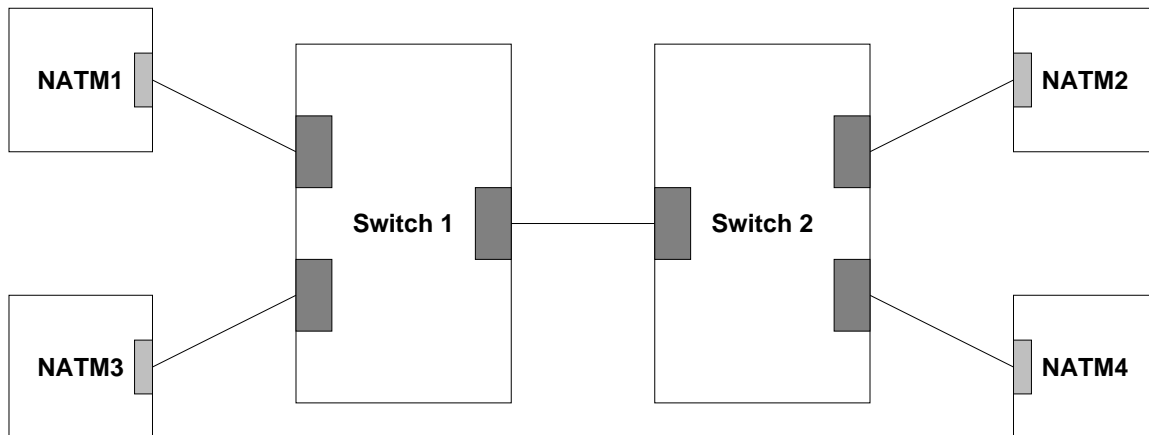 NATM1
NATM2
Switch 1
Switch 2
NATM3
NATM4